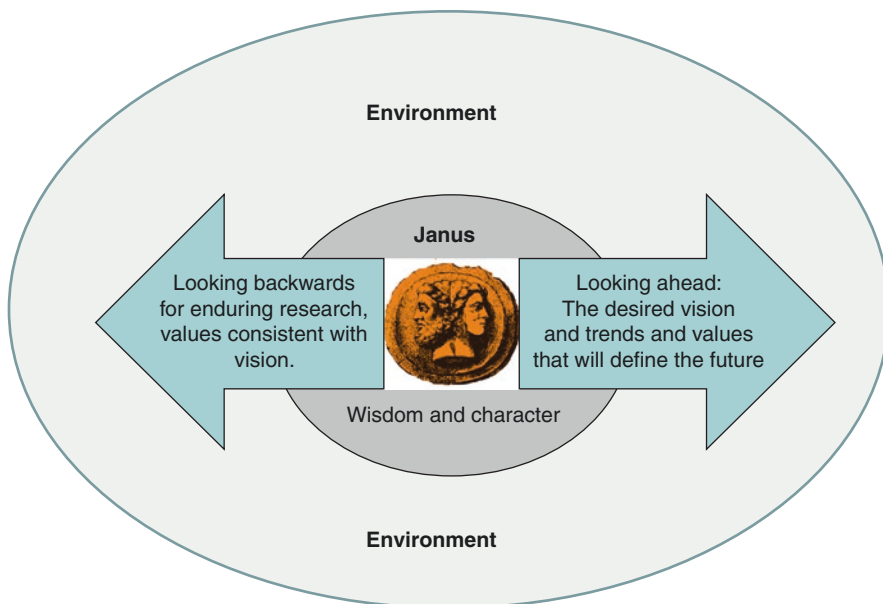 Environment
Janus
Looking backwards
for enduring research,
values consistent with
vision.
Looking ahead:
The desired vision
and trends and values
that will define the future
Wisdom and character
Environment